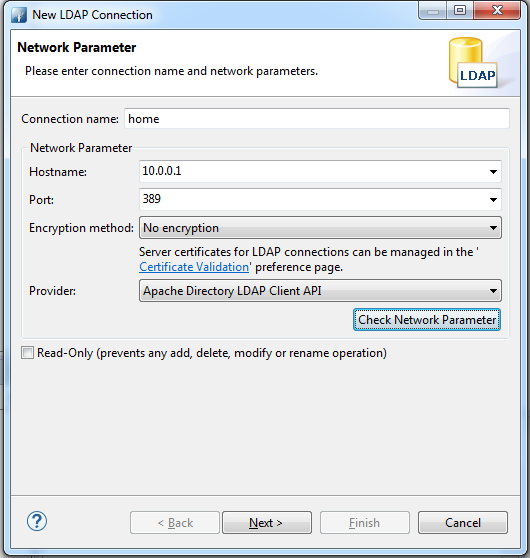 New LDAP Connection
Network Parameter
Please enter connection name and network parameters.
LDAP
Connection name: home
Network Parameter
Hostname: 10.0.0.1
Port: 389
Encryption method: No encryption
Server certificates for LDAP connections can be managed in the '
Certificate Validation' preference page.
Provider: Apache Directory LDAP Client API
Check Network Parameter
Read-Only (prevents any add, delete, modify or rename operation)
? < Back Next > Finish Cancel